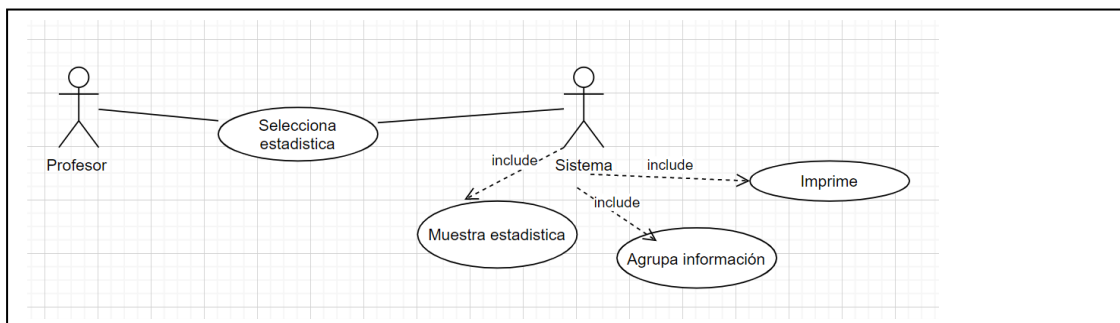 Selecciona
estadistica
Profesor
include
Sistema
include
Imprime
include
Muestra estadistica
Agrupa información